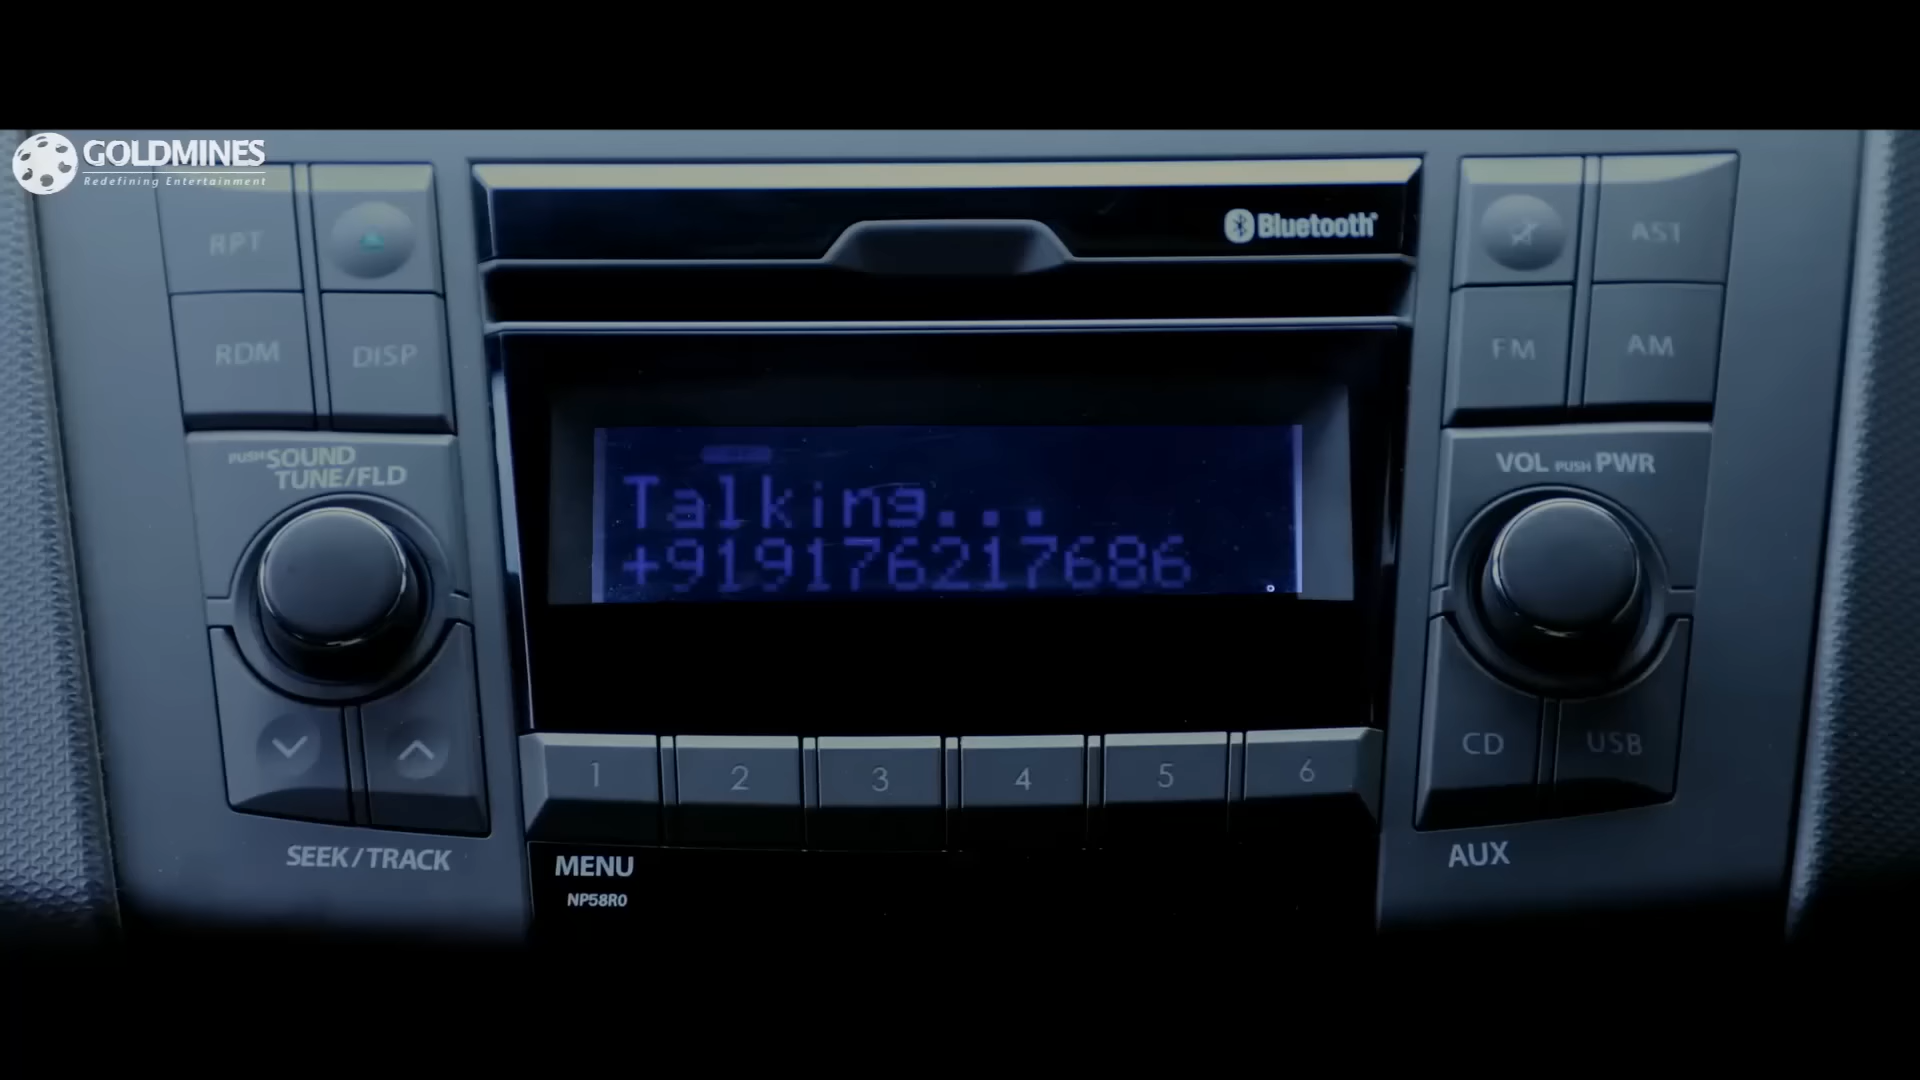 GOLDMINES
Redefining Entertainment
Bluetooth
RPT
AST
RDM
DISP
FM
AM
PUSH SOUND
TUNE/FLD
VOL PUSH PWR
Talking...
+919176217686
CD
USB
1
2
3
4
5
6
SEEK/TRACK
MENU
NP58R0
AUX